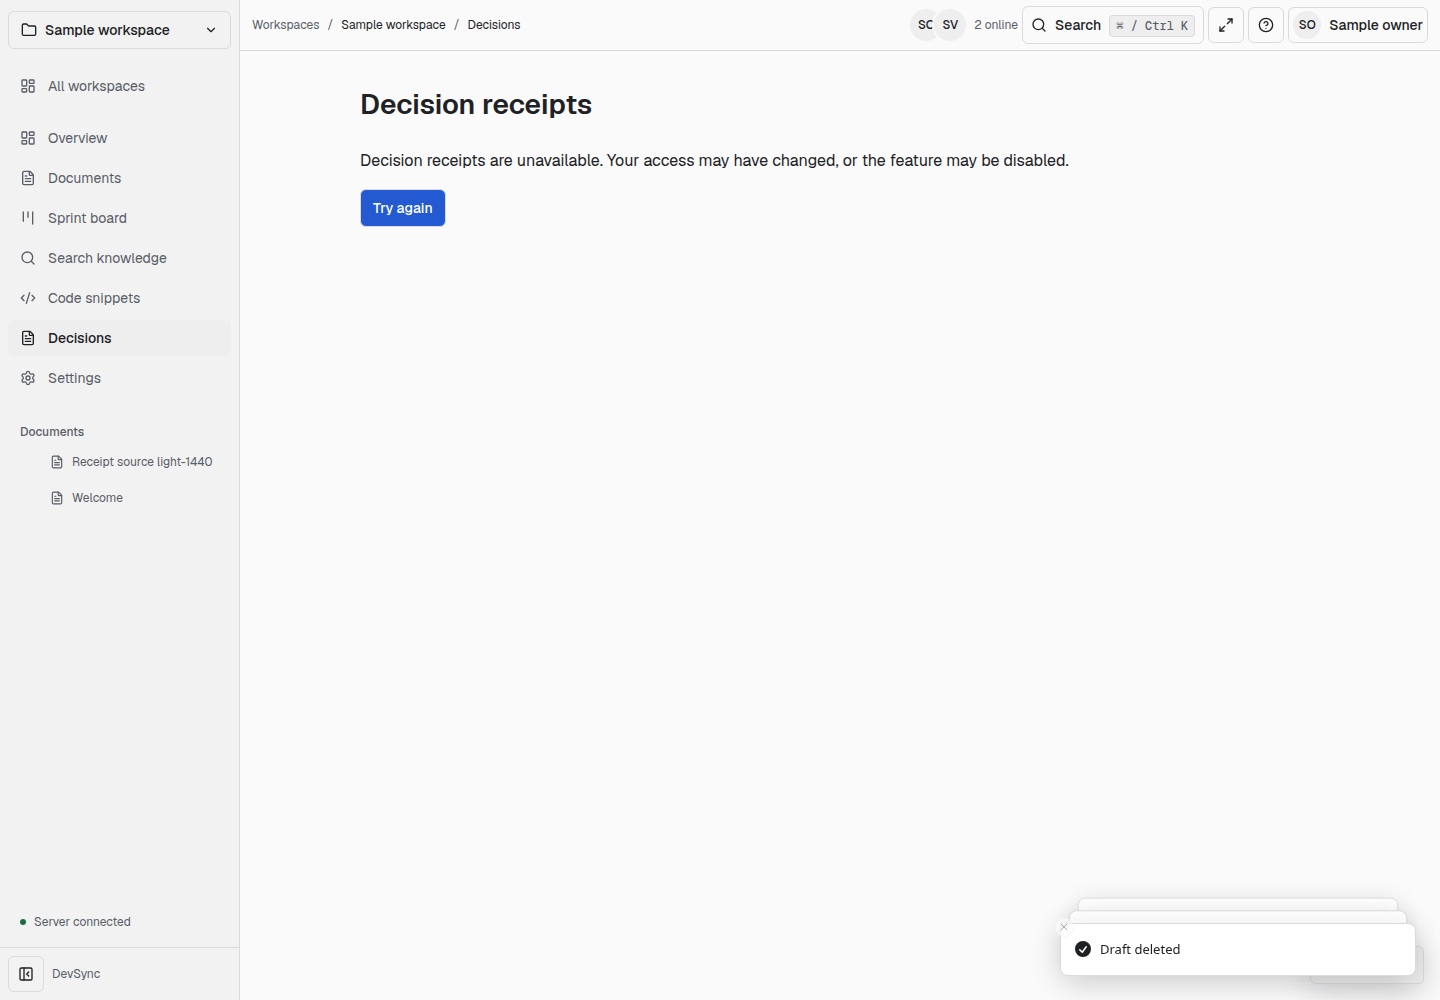 Sample workspace
All workspaces
Overview
Documents
Sprint board
Search knowledge
Code snippets
Decisions
Settings
Documents
Receipt source light-1440
Welcome
Server connected
DevSync
Workspaces / Sample workspace / Decisions
SO SV 2 online Search ⌘ / Ctrl K SO Sample owner
Decision receipts
Decision receipts are unavailable. Your access may have changed, or the feature may be disabled.
Try again
Draft deleted